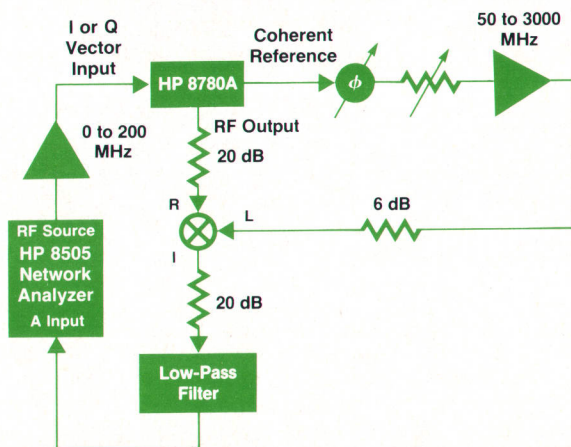 I or Q
Vector
Input
HP 8780A
Coherent
Reference
ϕ
50 to 3000
MHz
0 to 200
MHz
RF Output
20 dB
R
L
I
6 dB
RF Source
HP 8505
Network
Analyzer
A Input
20 dB
Low-Pass
Filter